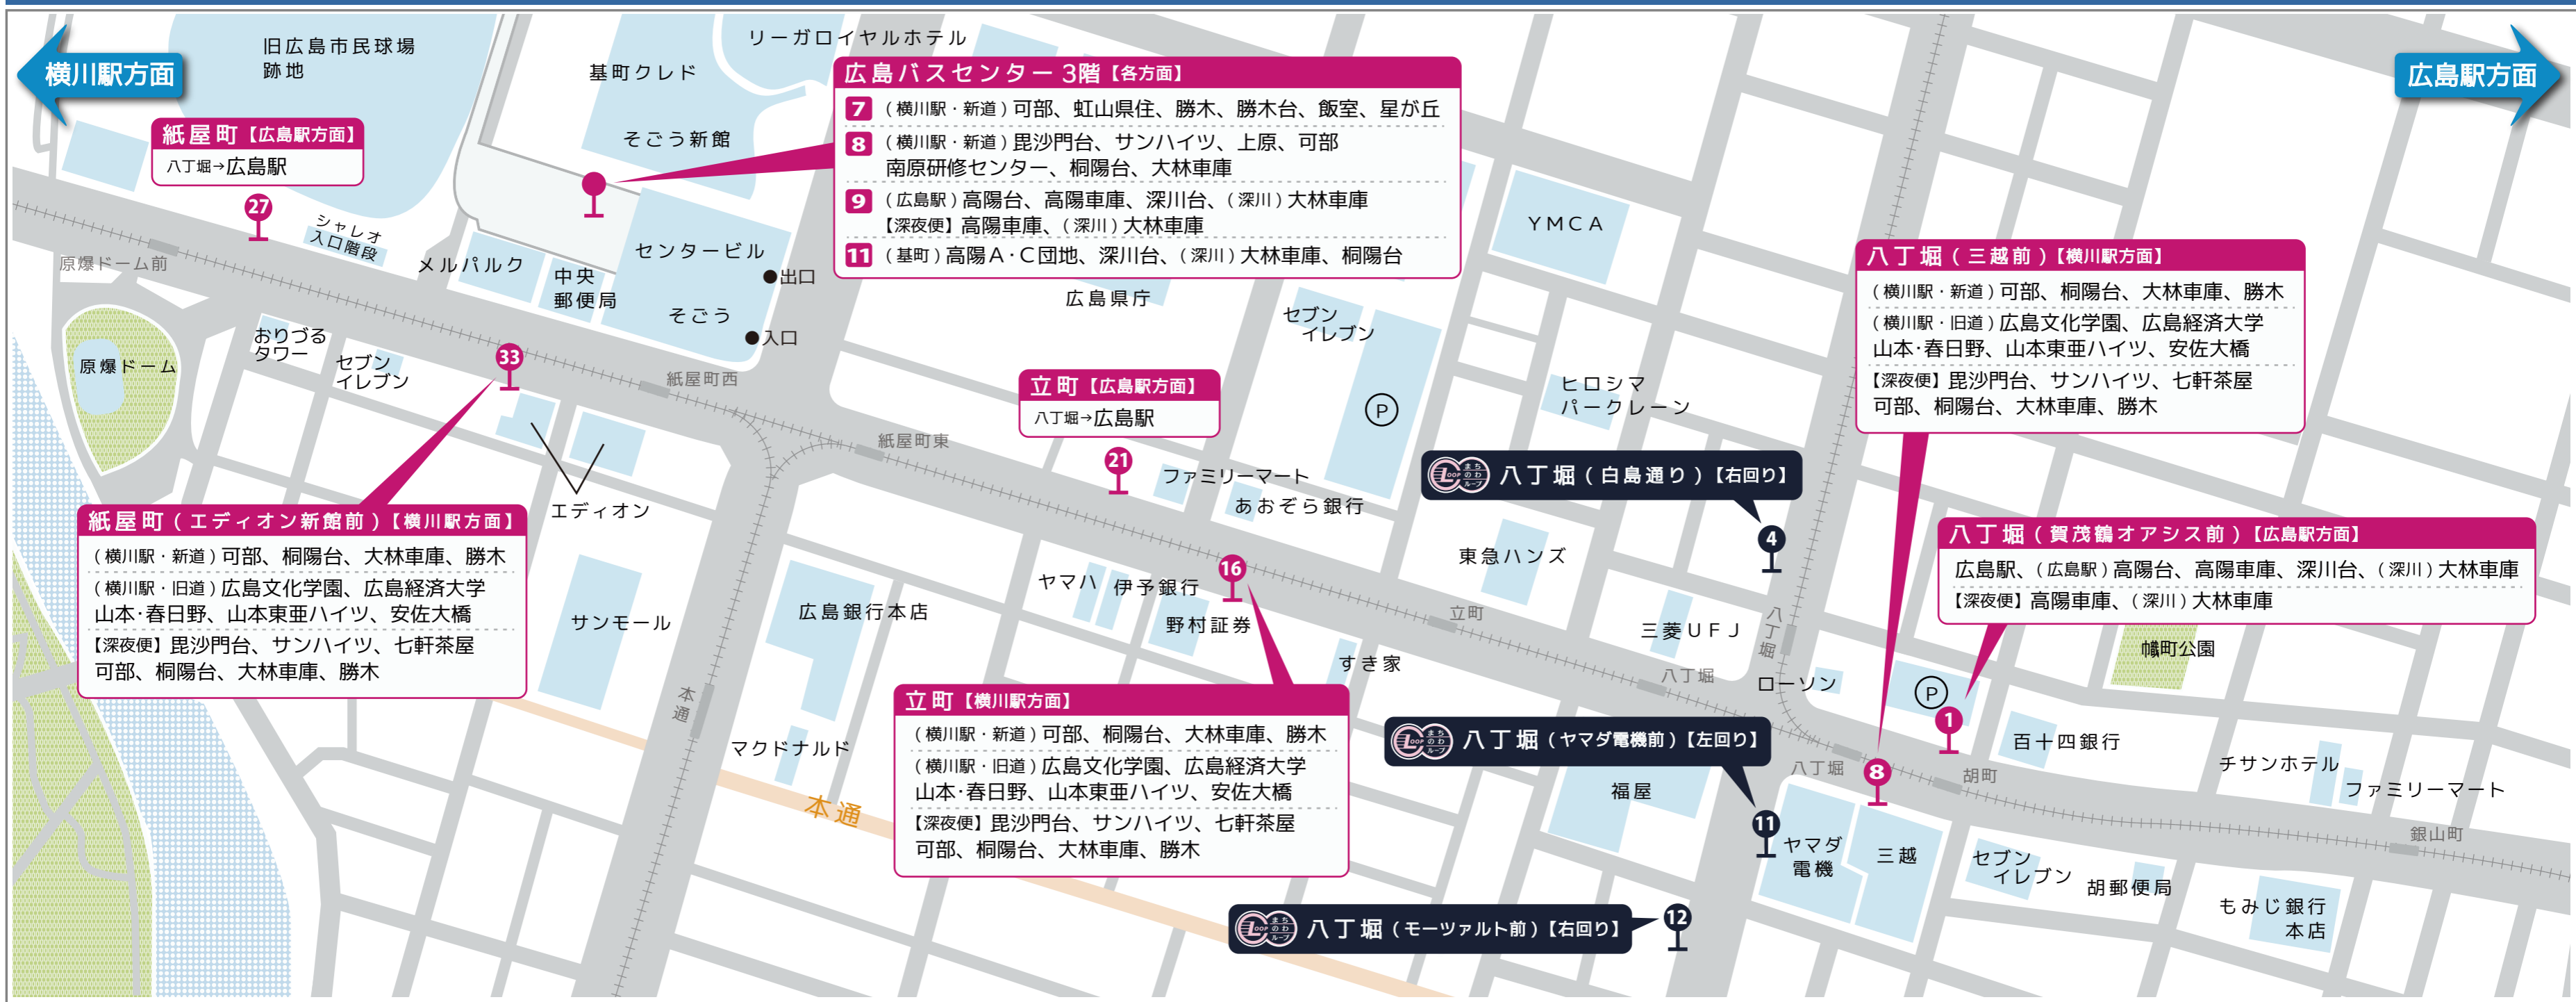 横川駅方面
広島駅方面
旧広島市民球場
跡地
基町クレド
リーガロイヤルホテル
そごう新館
広島バスセンター 3階【各方面】
7 (横川駅・新道)可部、虹山県住、勝木、勝木台、飯室、星が丘
8 (横川駅・新道)毘沙門台、サンハイツ、上原、可部
南原研修センター、桐陽台、大林車庫
9 (広島駅)高陽台、高陽車庫、深川台、(深川)大林車庫
【深夜便】高陽車庫、(深川)大林車庫
11 (基町)高陽A・C団地、深川台、(深川)大林車庫、桐陽台
紙屋町【広島駅方面】
八丁堀→広島駅
27
シャレオ
入口階段
原爆ドーム前
メルパルク
中央
郵便局
センタービル
●出口
そごう
●入口
広島県庁
YMCA
セブン
イレブン
P
ヒロシマ
パークレーン
原爆ドーム
おりづる
タワー
セブン
イレブン
33
紙屋町西
紙屋町東
エディオン
立町【広島駅方面】
八丁堀→広島駅
21
ファミリーマート
あおぞら銀行
八丁堀(三越前)【横川駅方面】
(横川駅・新道)可部、桐陽台、大林車庫、勝木
(横川駅・旧道)広島文化学園、広島経済大学
山本・春日野、山本東亜ハイツ、安佐大橋
【深夜便】毘沙門台、サンハイツ、七軒茶屋
可部、桐陽台、大林車庫、勝木
Loop まちのわループ 八丁堀(白島通り)【右回り】
4
紙屋町(エディオン新館前)【横川駅方面】
(横川駅・新道)可部、桐陽台、大林車庫、勝木
(横川駅・旧道)広島文化学園、広島経済大学
山本・春日野、山本東亜ハイツ、安佐大橋
【深夜便】毘沙門台、サンハイツ、七軒茶屋
可部、桐陽台、大林車庫、勝木
八丁堀(賀茂鶴オアシス前)【広島駅方面】
広島駅、(広島駅)高陽台、高陽車庫、深川台、(深川)大林車庫
【深夜便】高陽車庫、(深川)大林車庫
サンモール
広島銀行本店
ヤマハ
伊予銀行
16
野村証券
東急ハンズ
立町
三菱UFJ
八丁堀
すき家
八丁堀
ローソン
P
1
幟町公園
百十四銀行
本通
マクドナルド
本通
立町【横川駅方面】
(横川駅・新道)可部、桐陽台、大林車庫、勝木
(横川駅・旧道)広島文化学園、広島経済大学
山本・春日野、山本東亜ハイツ、安佐大橋
【深夜便】毘沙門台、サンハイツ、七軒茶屋
可部、桐陽台、大林車庫、勝木
Loop まちのわループ 八丁堀(ヤマダ電機前)【左回り】
11
福屋
八丁堀
8
胡町
チサンホテル
ファミリーマート
銀山町
ヤマダ
電機
三越
セブン
イレブン
胡郵便局
もみじ銀行
本店
Loop まちのわループ 八丁堀(モーツァルト前)【右回り】
12